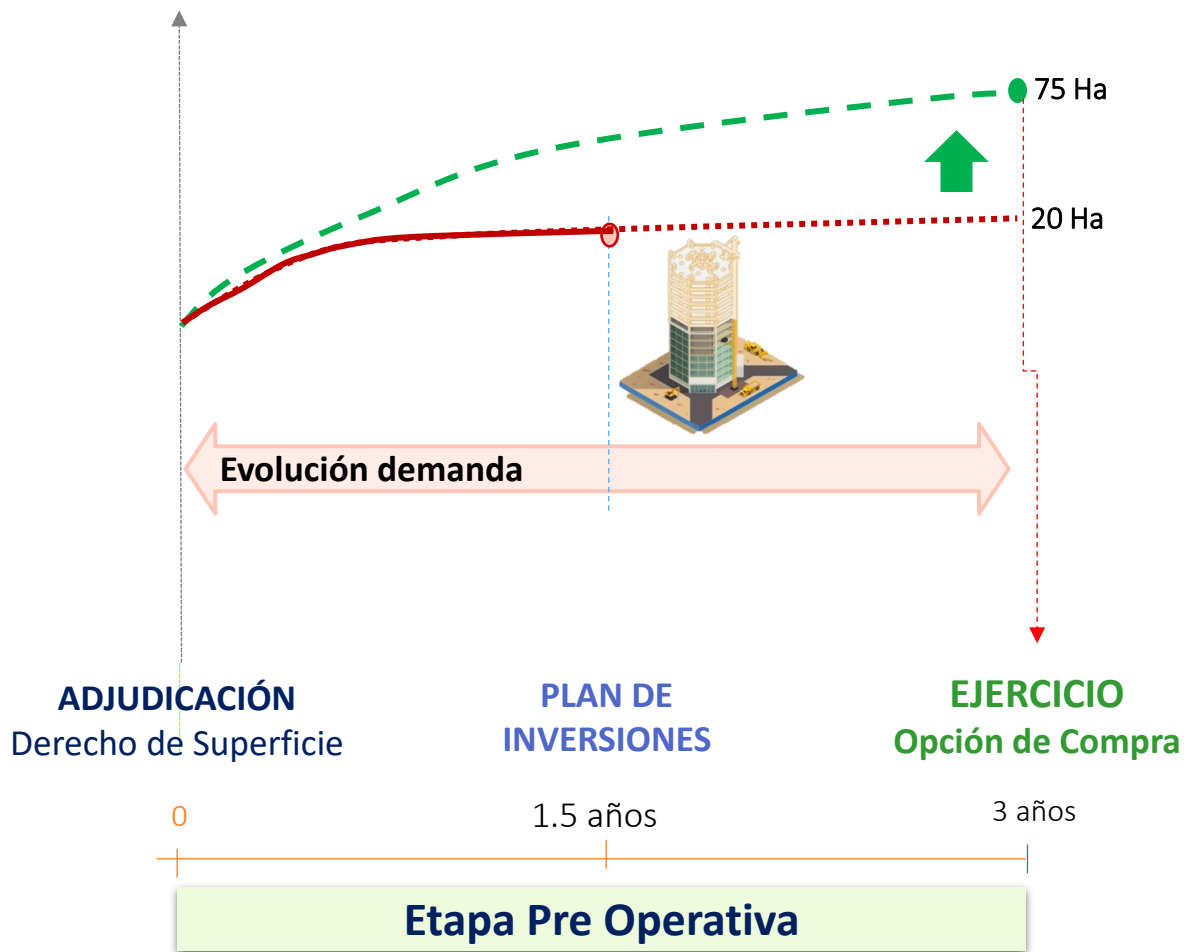 75 Ha
20 Ha
Evolución demanda
ADJUDICACIÓN
Derecho de Superficie
PLAN DE
INVERSIONES
EJERCICIO
Opción de Compra
0
1.5 años
3 años
Etapa Pre Operativa